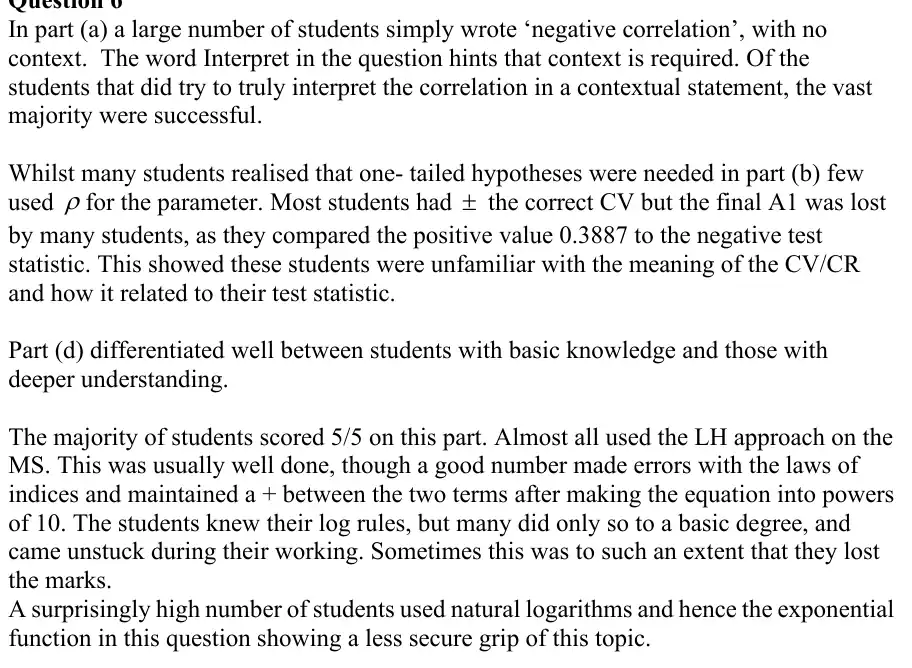 Question 6
In part (a) a large number of students simply wrote ‘negative correlation’, with no
context.  The word Interpret in the question hints that context is required. Of the
students that did try to truly interpret the correlation in a contextual statement, the vast
majority were successful.
Whilst many students realised that one- tailed hypotheses were needed in part (b) few
used ρ for the parameter. Most students had ± the correct CV but the final A1 was lost
by many students, as they compared the positive value 0.3887 to the negative test
statistic. This showed these students were unfamiliar with the meaning of the CV/CR
and how it related to their test statistic.
Part (d) differentiated well between students with basic knowledge and those with
deeper understanding.
The majority of students scored 5/5 on this part. Almost all used the LH approach on the
MS. This was usually well done, though a good number made errors with the laws of
indices and maintained a + between the two terms after making the equation into powers
of 10. The students knew their log rules, but many did only so to a basic degree, and
came unstuck during their working. Sometimes this was to such an extent that they lost
the marks.
A surprisingly high number of students used natural logarithms and hence the exponential
function in this question showing a less secure grip of this topic.